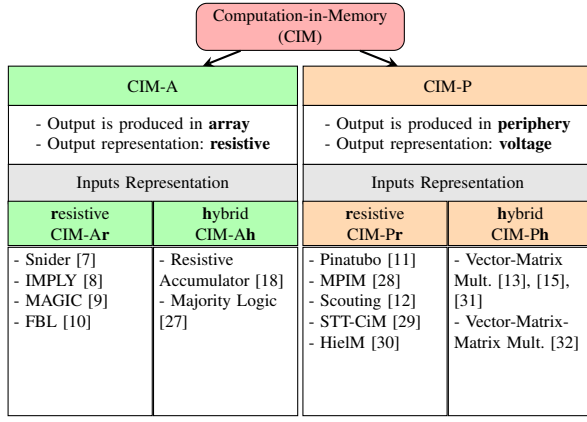 Computation-in-Memory
(CIM)
CIM-A
- Output is produced in array
- Output representation: resistive
Inputs Representation
resistive
CIM-Ar
hybrid
CIM-Ah
- Snider [7]
- IMPLY [8]
- MAGIC [9]
- FBL [10]
- Resistive
Accumulator [18]
- Majority Logic
[27]
CIM-P
- Output is produced in periphery
- Output representation: voltage
Inputs Representation
resistive
CIM-Pr
hybrid
CIM-Ph
- Pinatubo [11]
- MPIM [28]
- Scouting [12]
- STT-CiM [29]
- HielM [30]
- Vector-Matrix
Mult. [13], [15],
[31]
- Vector-Matrix-
Matrix Mult. [32]